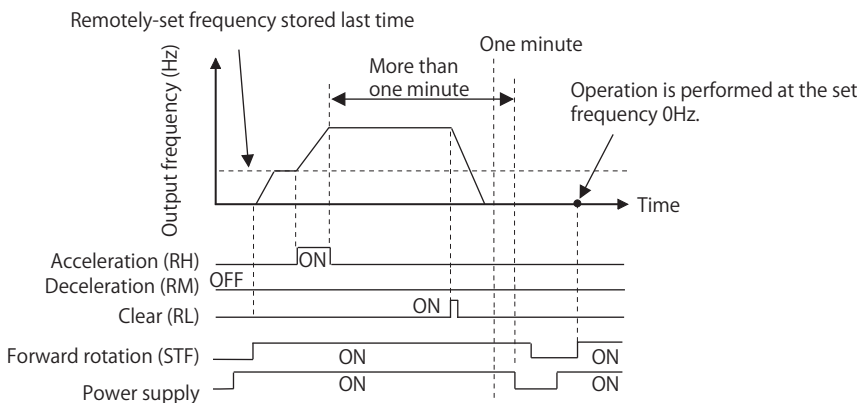 Remotely-set frequency stored last time
One minute
More than
one minute
Operation is performed at the set
frequency 0Hz.
Output frequency (Hz)
Time
Acceleration (RH)
ON
Deceleration (RM)
OFF
Clear (RL)
ON
Forward rotation (STF)
ON
ON
Power supply
ON
ON